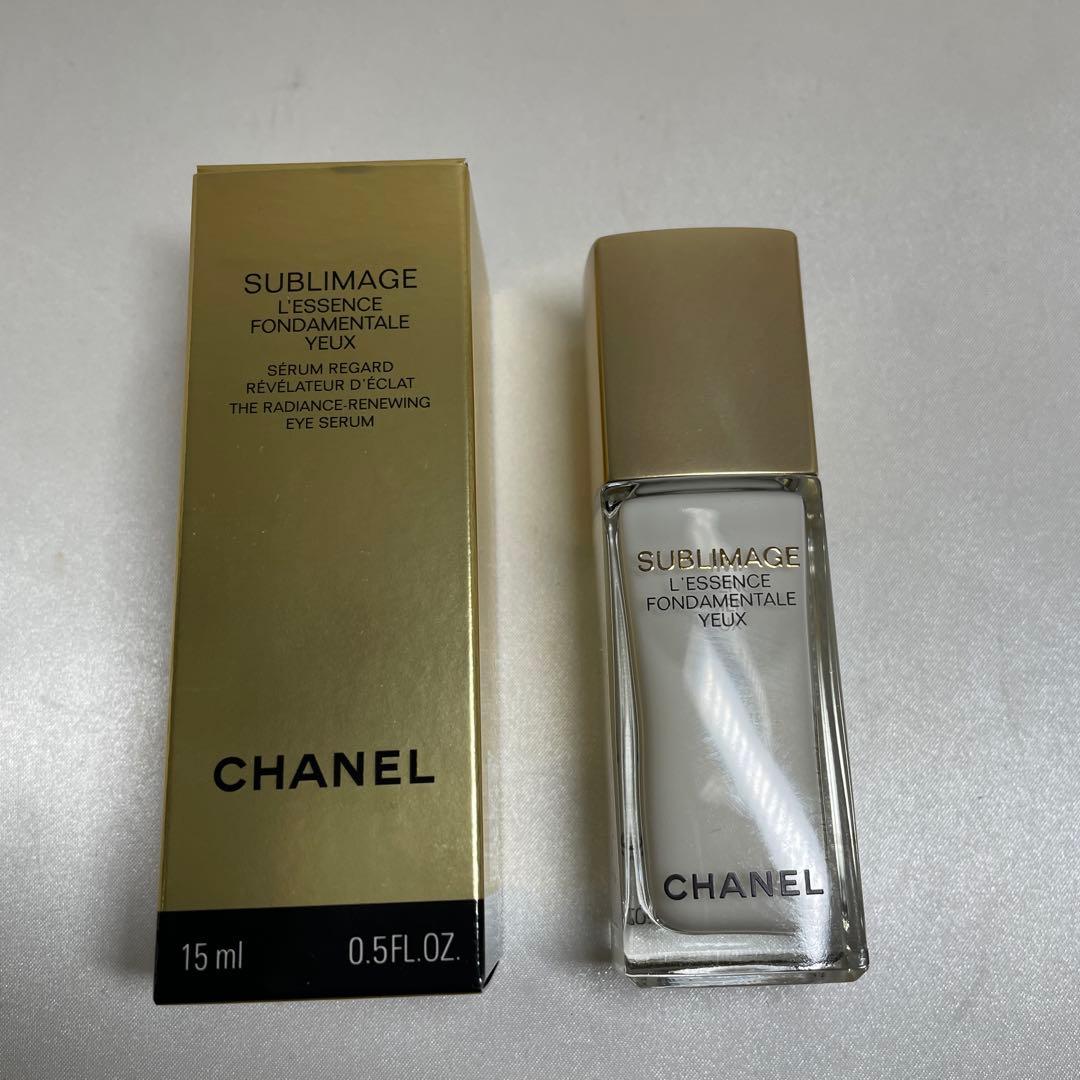 SUBLIMAGE
L'ESSENCE
FONDAMENTALE
YEUX
SÉRUM REGARD
RÉVÉLATEUR D'ÉCLAT
THE RADIANCE-RENEWING
EYE SERUM
CHANEL
15 ml 0.5FL.OZ.
SUBLIMAGE
L'ESSENCE
FONDAMENTALE
YEUX
CHANEL